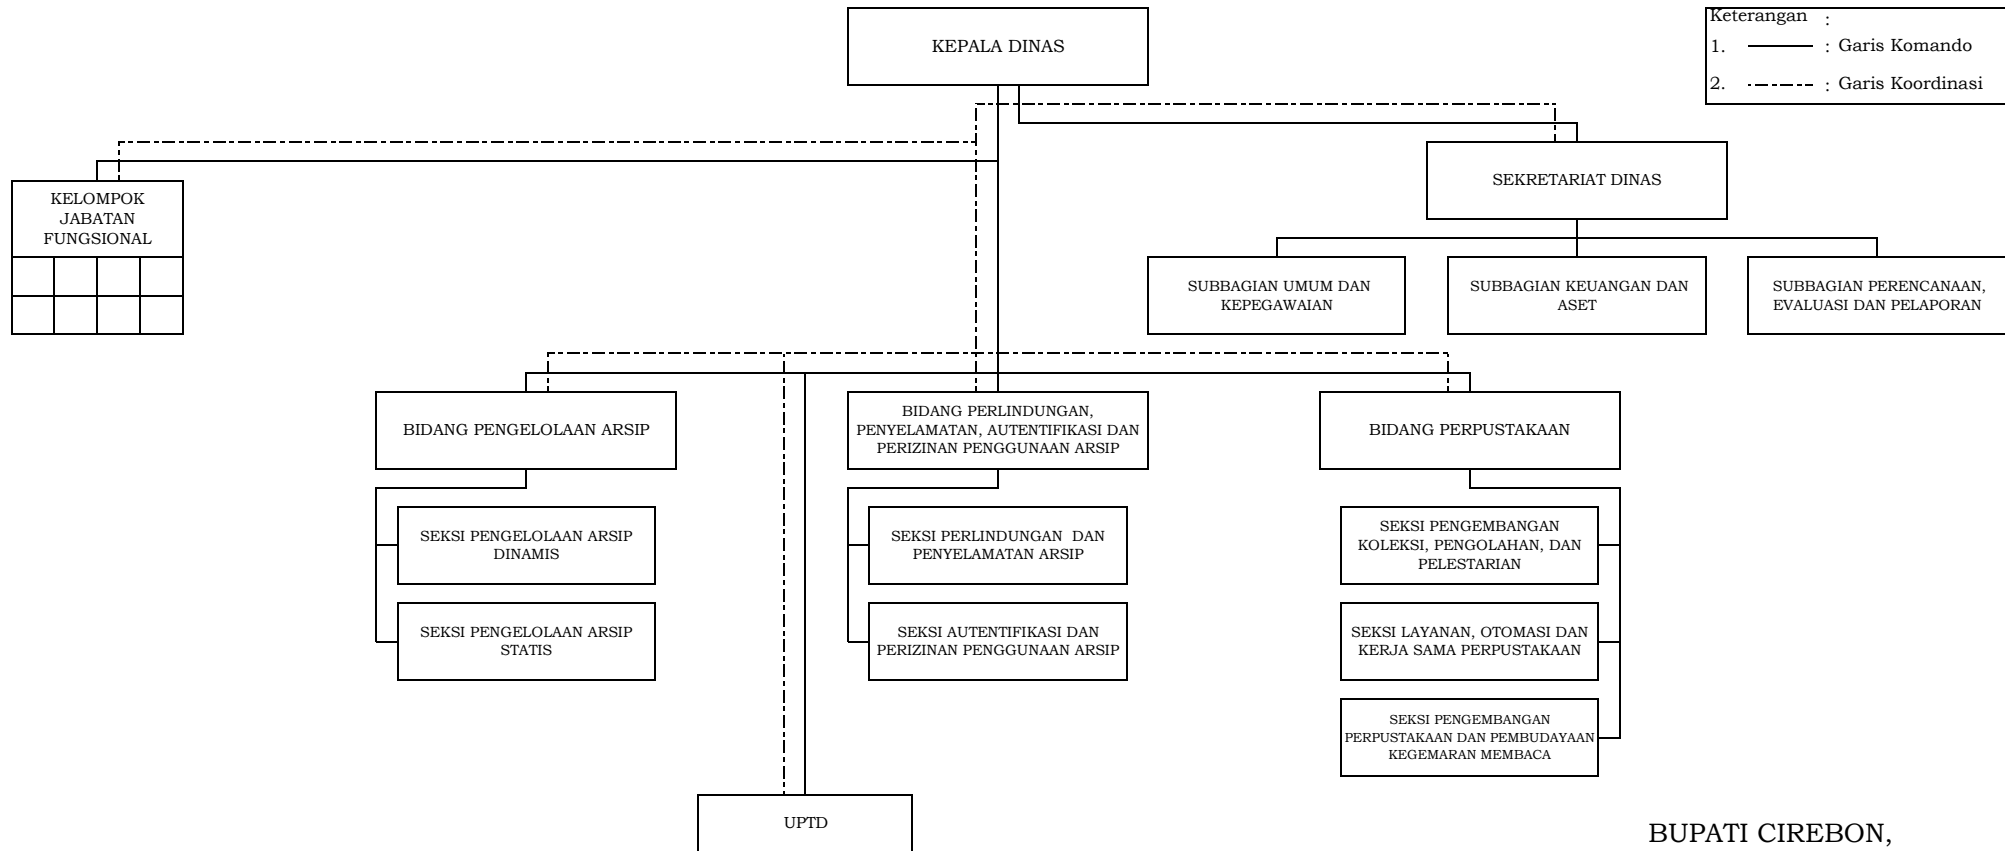 KEPALA DINAS
Keterangan :
1. : Garis Komando
2. : Garis Koordinasi
KELOMPOK
JABATAN
FUNGSIONAL
SEKRETARIAT DINAS
SUBBAGIAN UMUM DAN
KEPEGAWAIAN
SUBBAGIAN KEUANGAN DAN
ASET
SUBBAGIAN PERENCANAAN,
EVALUASI DAN PELAPORAN
BIDANG PENGELOLAAN ARSIP
BIDANG PERLINDUNGAN,
PENYELAMATAN, AUTENTIFIKASI DAN
PERIZINAN PENGGUNAAN ARSIP
BIDANG PERPUSTAKAAN
SEKSI PENGELOLAAN ARSIP
DINAMIS
SEKSI PERLINDUNGAN DAN
PENYELAMATAN ARSIP
SEKSI PENGEMBANGAN
KOLEKSI, PENGOLAHAN, DAN
PELESTARIAN
SEKSI PENGELOLAAN ARSIP
STATIS
SEKSI AUTENTIFIKASI DAN
PERIZINAN PENGGUNAAN ARSIP
SEKSI LAYANAN, OTOMASI DAN
KERJA SAMA PERPUSTAKAAN
SEKSI PENGEMBANGAN
PERPUSTAKAAN DAN PEMBUDAYAAN
KEGEMARAN MEMBACA
UPTD
BUPATI CIREBON,